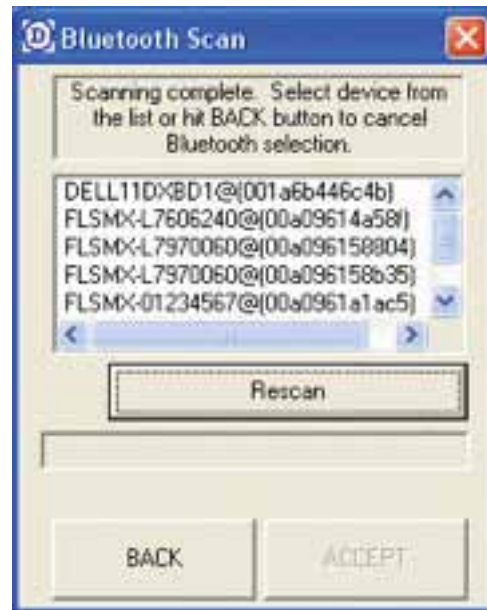 Bluetooth Scan
Scanning complete. Select device from
the list or hit BACK button to cancel
Bluetooth selection.
DELL11DXBD1@(001a6b446c4b)
FLSMX-L7606240@(00a09614a58f)
FLSMX-L7970060@(00a096158804)
FLSMX-L7970060@(00a096158b35)
FLSMX-01234567@(00a0961a1ac5)
Rescan
BACK
ACCEPT